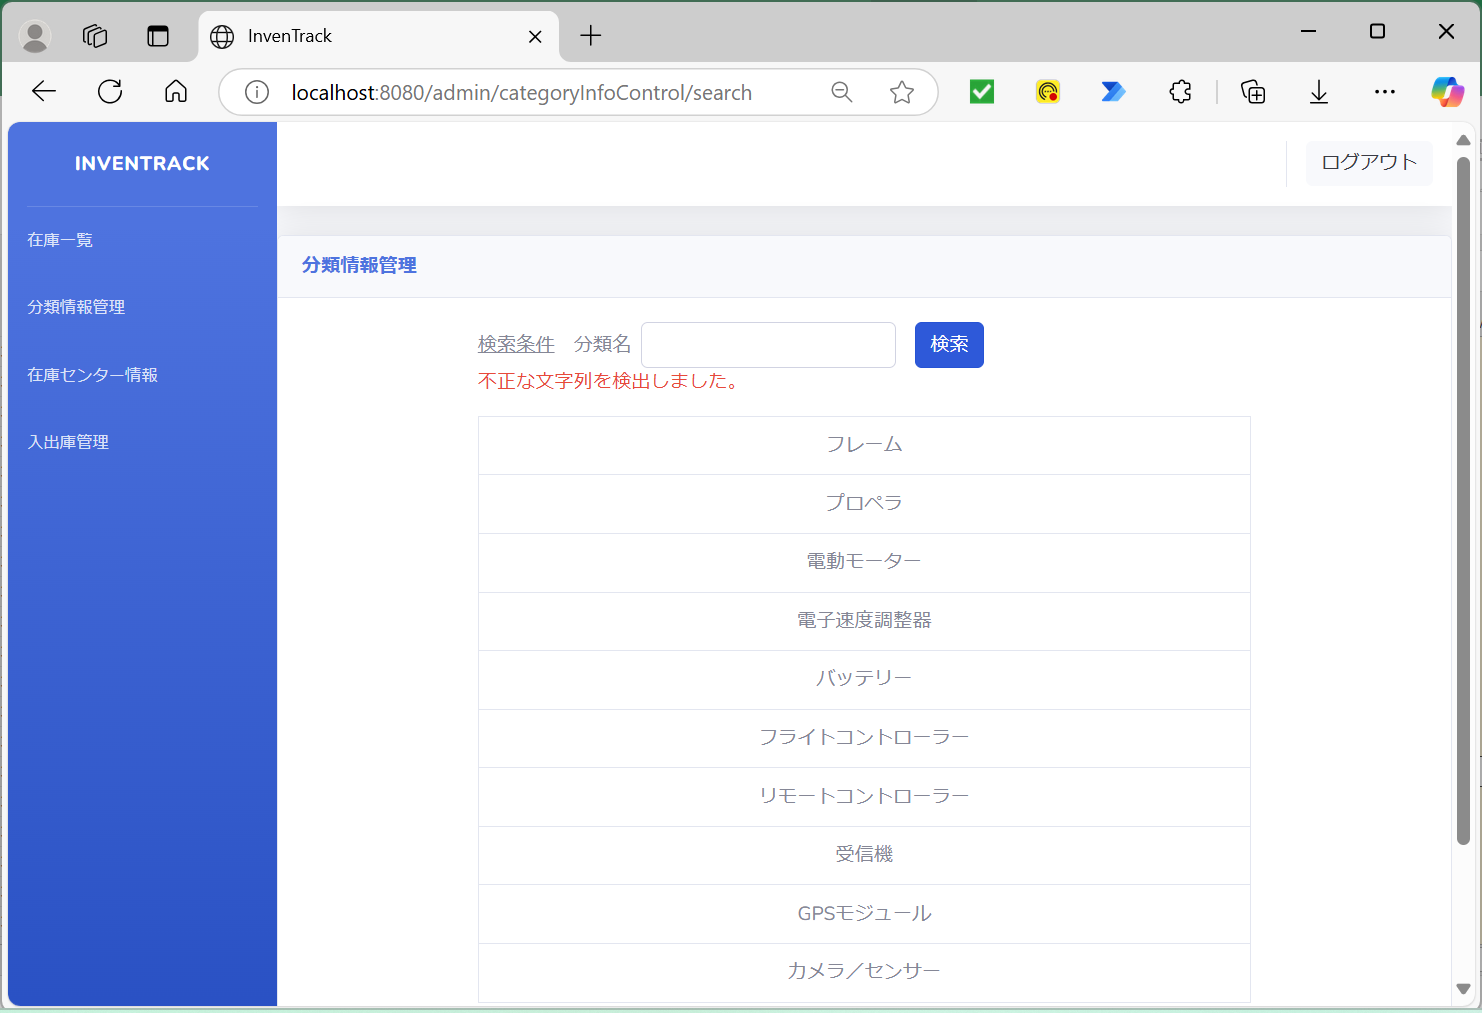 InvenTrack
localhost:8080/admin/categoryInfoControl/search
INVENTRACK
ログアウト
在庫一覧
分類情報管理
在庫センター情報
入出庫管理
分類情報管理
検索条件 分類名 検索
不正な文字列を検出しました。
フレーム
プロペラ
電動モーター
電子速度調整器
バッテリー
フライトコントローラー
リモートコントローラー
受信機
GPSモジュール
カメラ／センサー